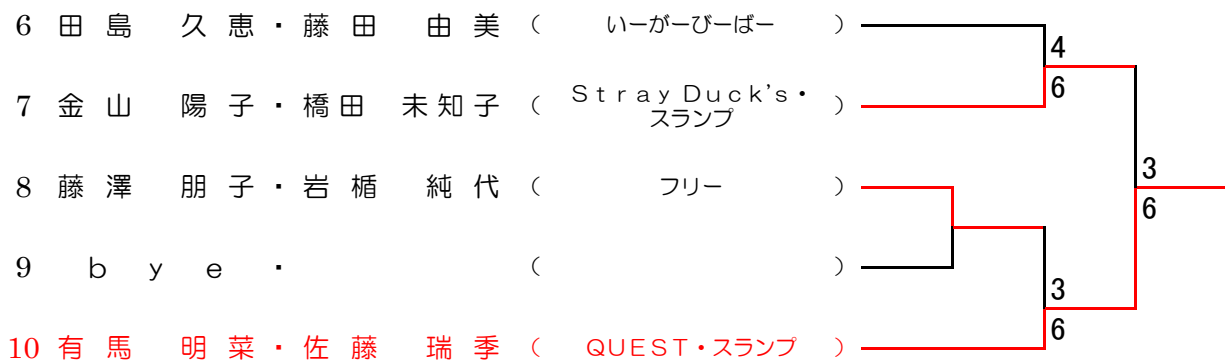 6 田島 久恵・藤田 由美 ( いーがーびーばー )
4
6
7 金山 陽子・橋田 未知子 ( Stray Duck's・
スランプ )
8 藤澤 朋子・岩楯 純代 ( フリー )
3
6
9 bye・ ( )
3
6
10 有馬 明菜・佐藤 瑞季 ( QUEST・スランプ )